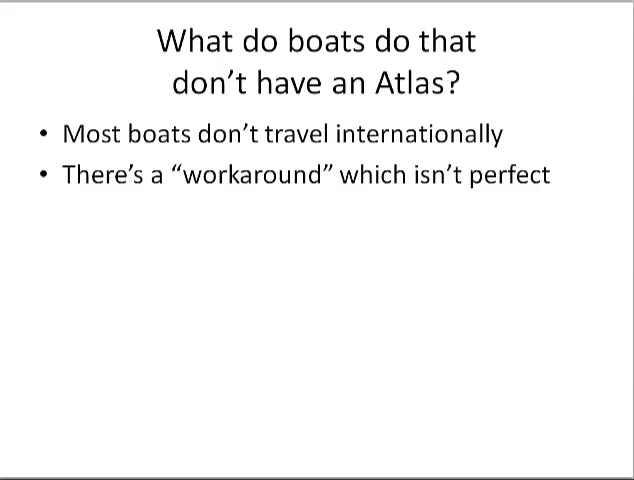 What do boats do that
don’t have an Atlas?
• Most boats don’t travel internationally
• There’s a “workaround” which isn’t perfect